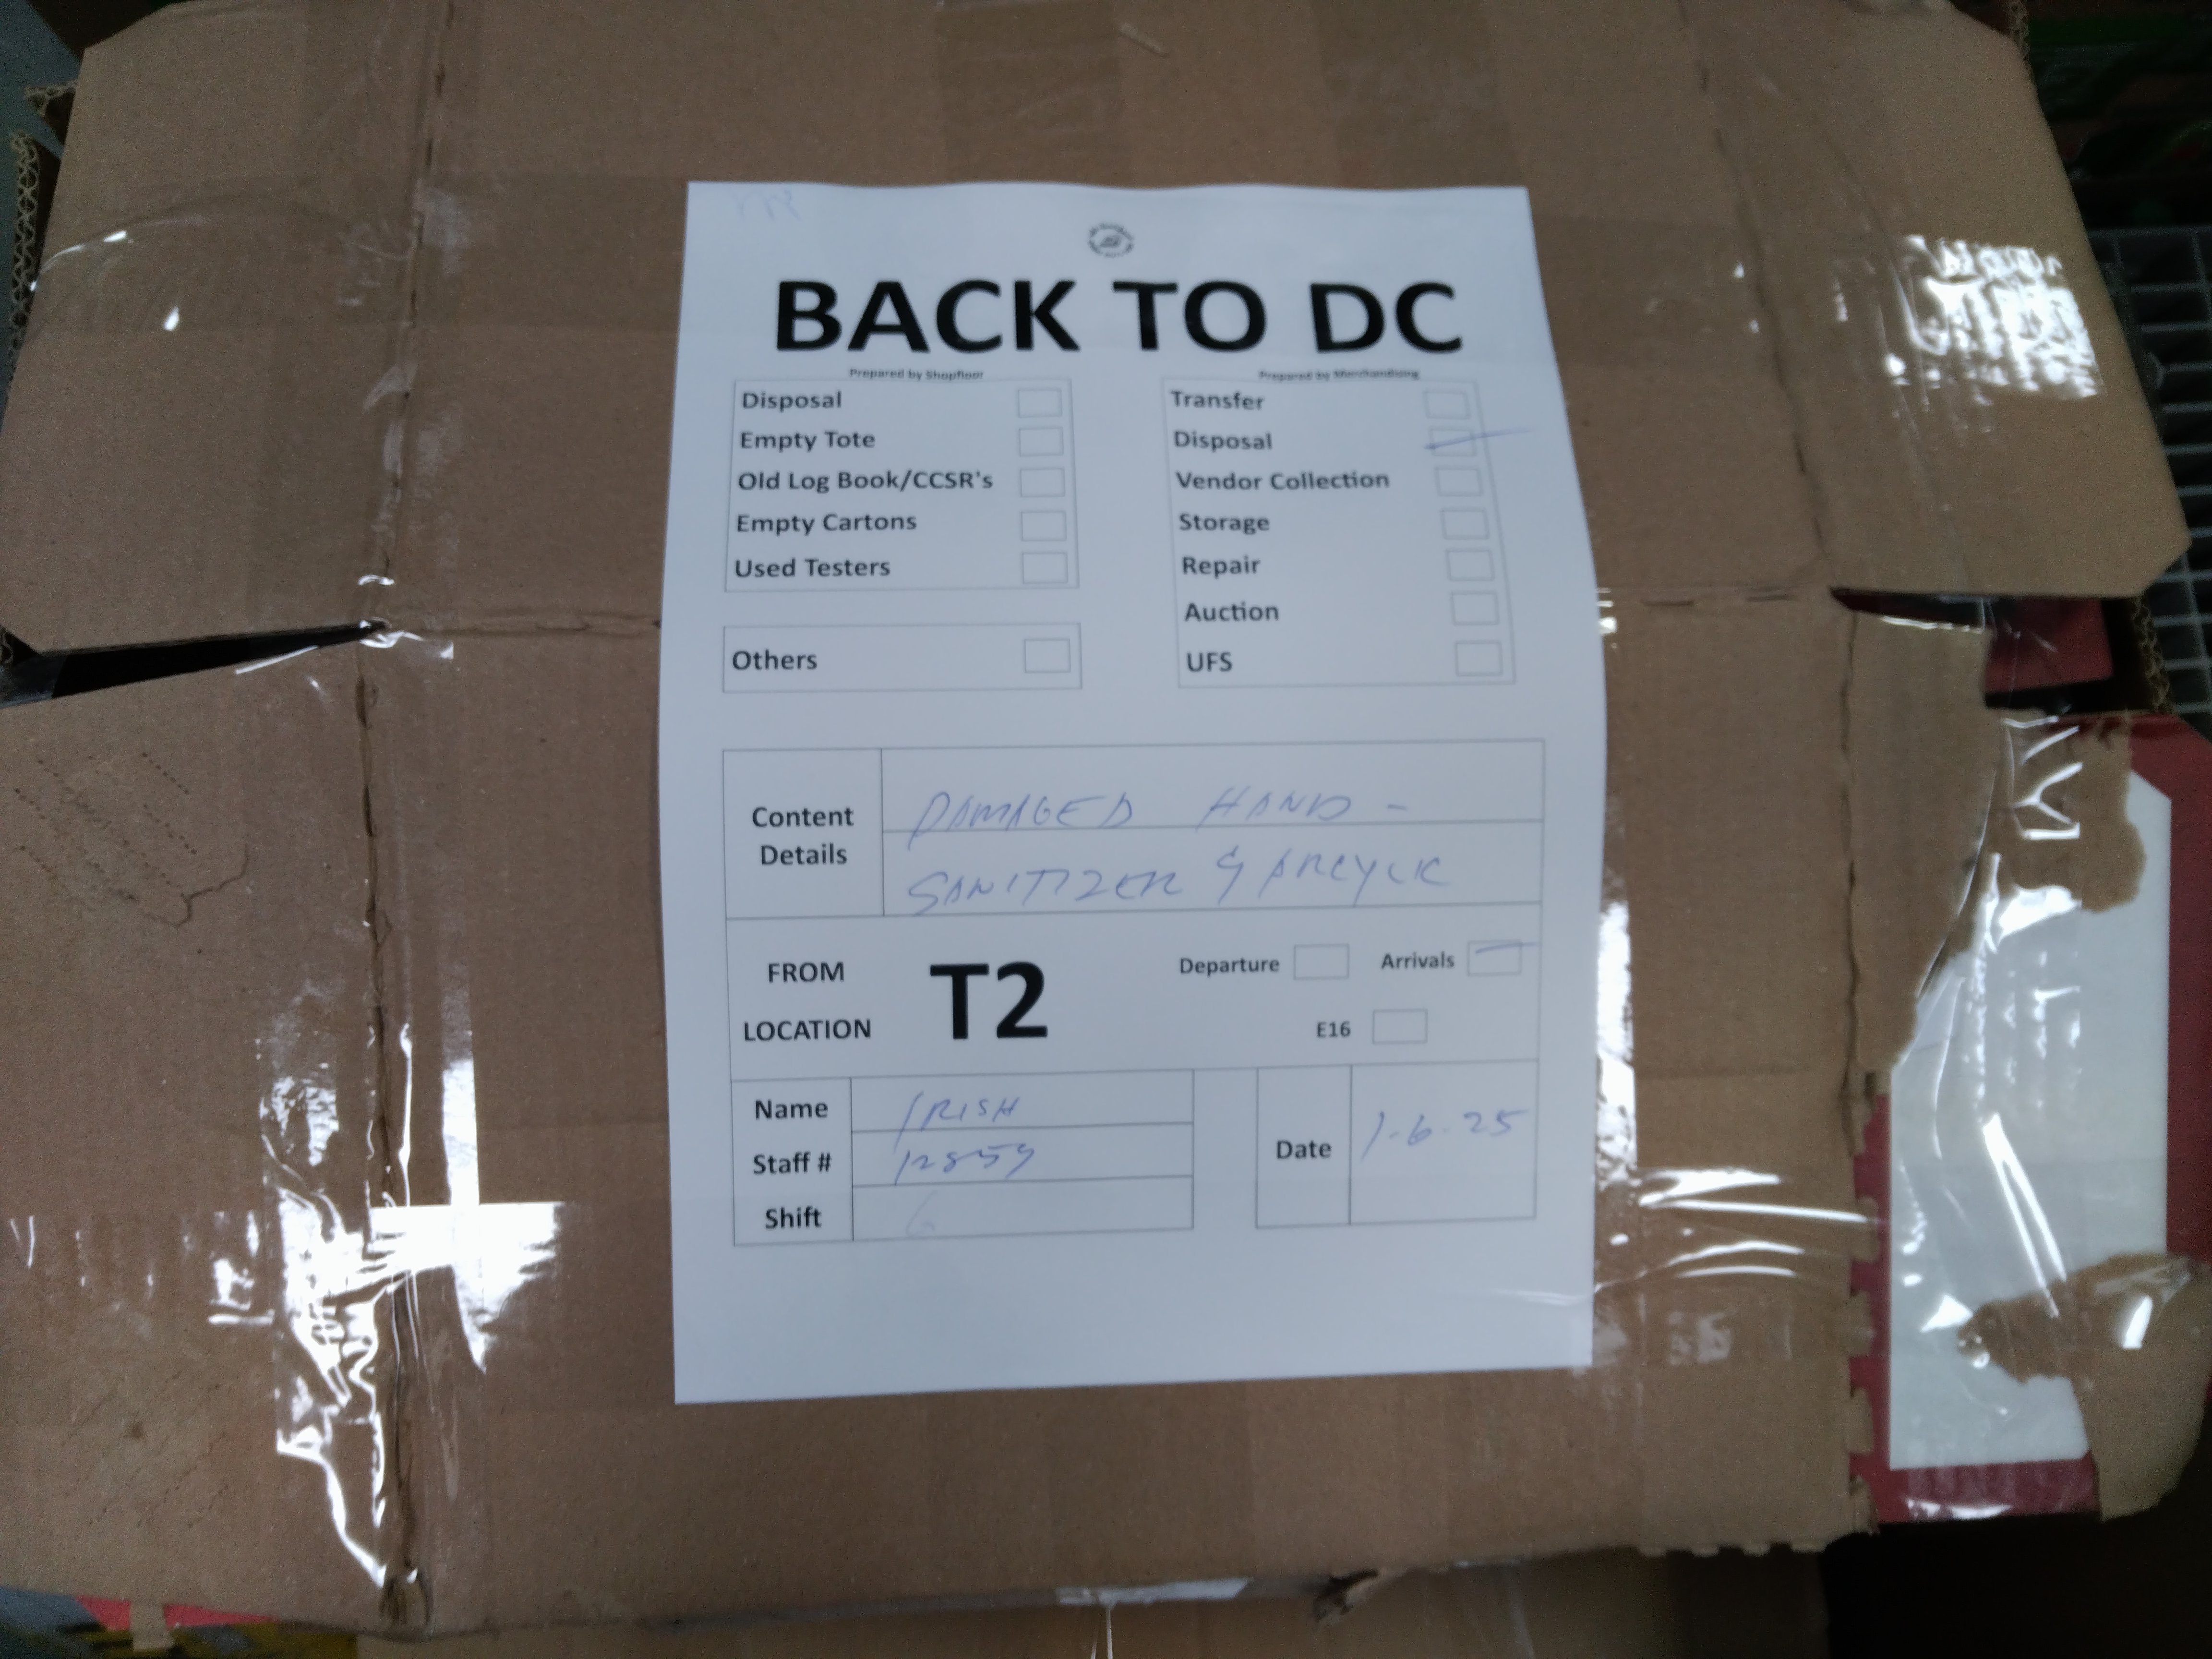 BACK TO DC
Prepared by Shopfloor
Disposal
Empty Tote
Old Log Book/CCSR's
Empty Cartons
Used Testers
Others
Prepared by Merchandising
Transfer
Disposal
Vendor Collection
Storage
Repair
Auction
UFS
Content Details
DAMAGED HAND -
SANITIZER &
FROM LOCATION
T2
Departure
Arrivals
E16
Name
IRISH
Staff #
12859
Shift
Date
1-6-25